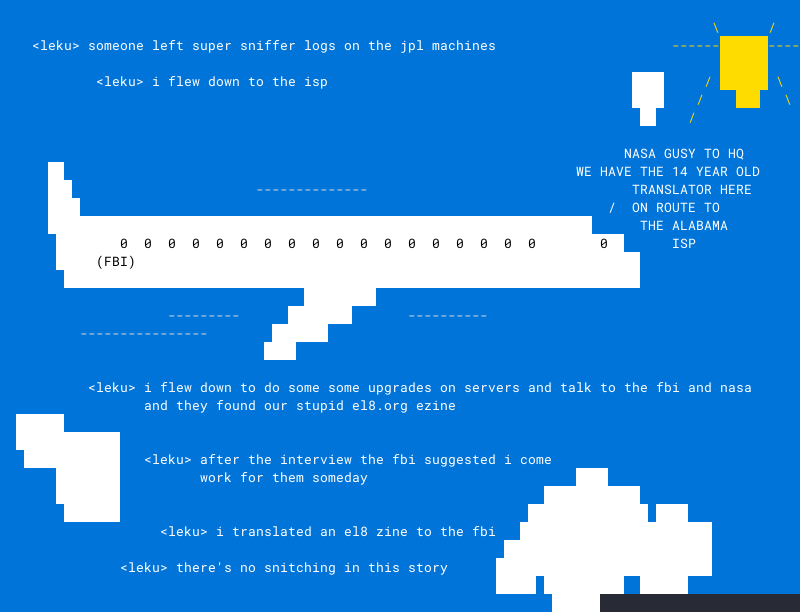 <leku> someone left super sniffer logs on the jpl machines
<leku> i flew down to the isp
NASA GUSY TO HQ
WE HAVE THE 14 YEAR OLD
TRANSLATOR HERE
/ ON ROUTE TO
THE ALABAMA
ISP
0 0 0 0 0 0 0 0 0 0 0 0 0 0 0 0 0 0 0
(FBI)
<leku> i flew down to do some some upgrades on servers and talk to the fbi and nasa
and they found our stupid el8.org ezine
<leku> after the interview the fbi suggested i come
work for them someday
<leku> i translated an el8 zine to the fbi
<leku> there's no snitching in this story